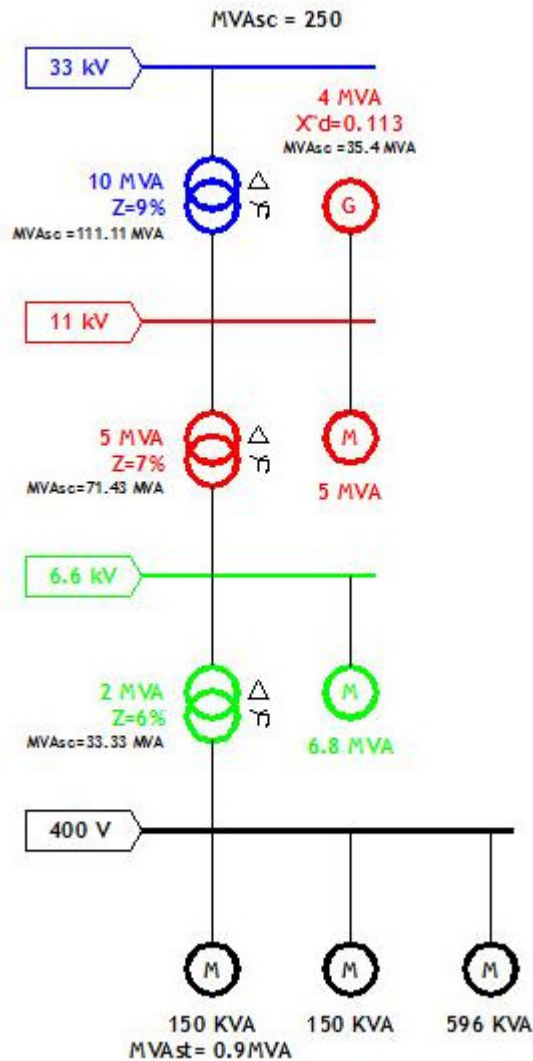 MVAsc = 250
33 kV
4 MVA
X"d=0.113
MVAsc =35.4 MVA
10 MVA
Z=9%
MVAsc =111.11 MVA
G
11 kV
5 MVA
Z=7%
MVAsc=71.43 MVA
M
5 MVA
6.6 kV
2 MVA
Z=6%
MVAsc=33.33 MVA
M
6.8 MVA
400 V
M
M
M
150 KVA
150 KVA
596 KVA
MVAst= 0.9MVA